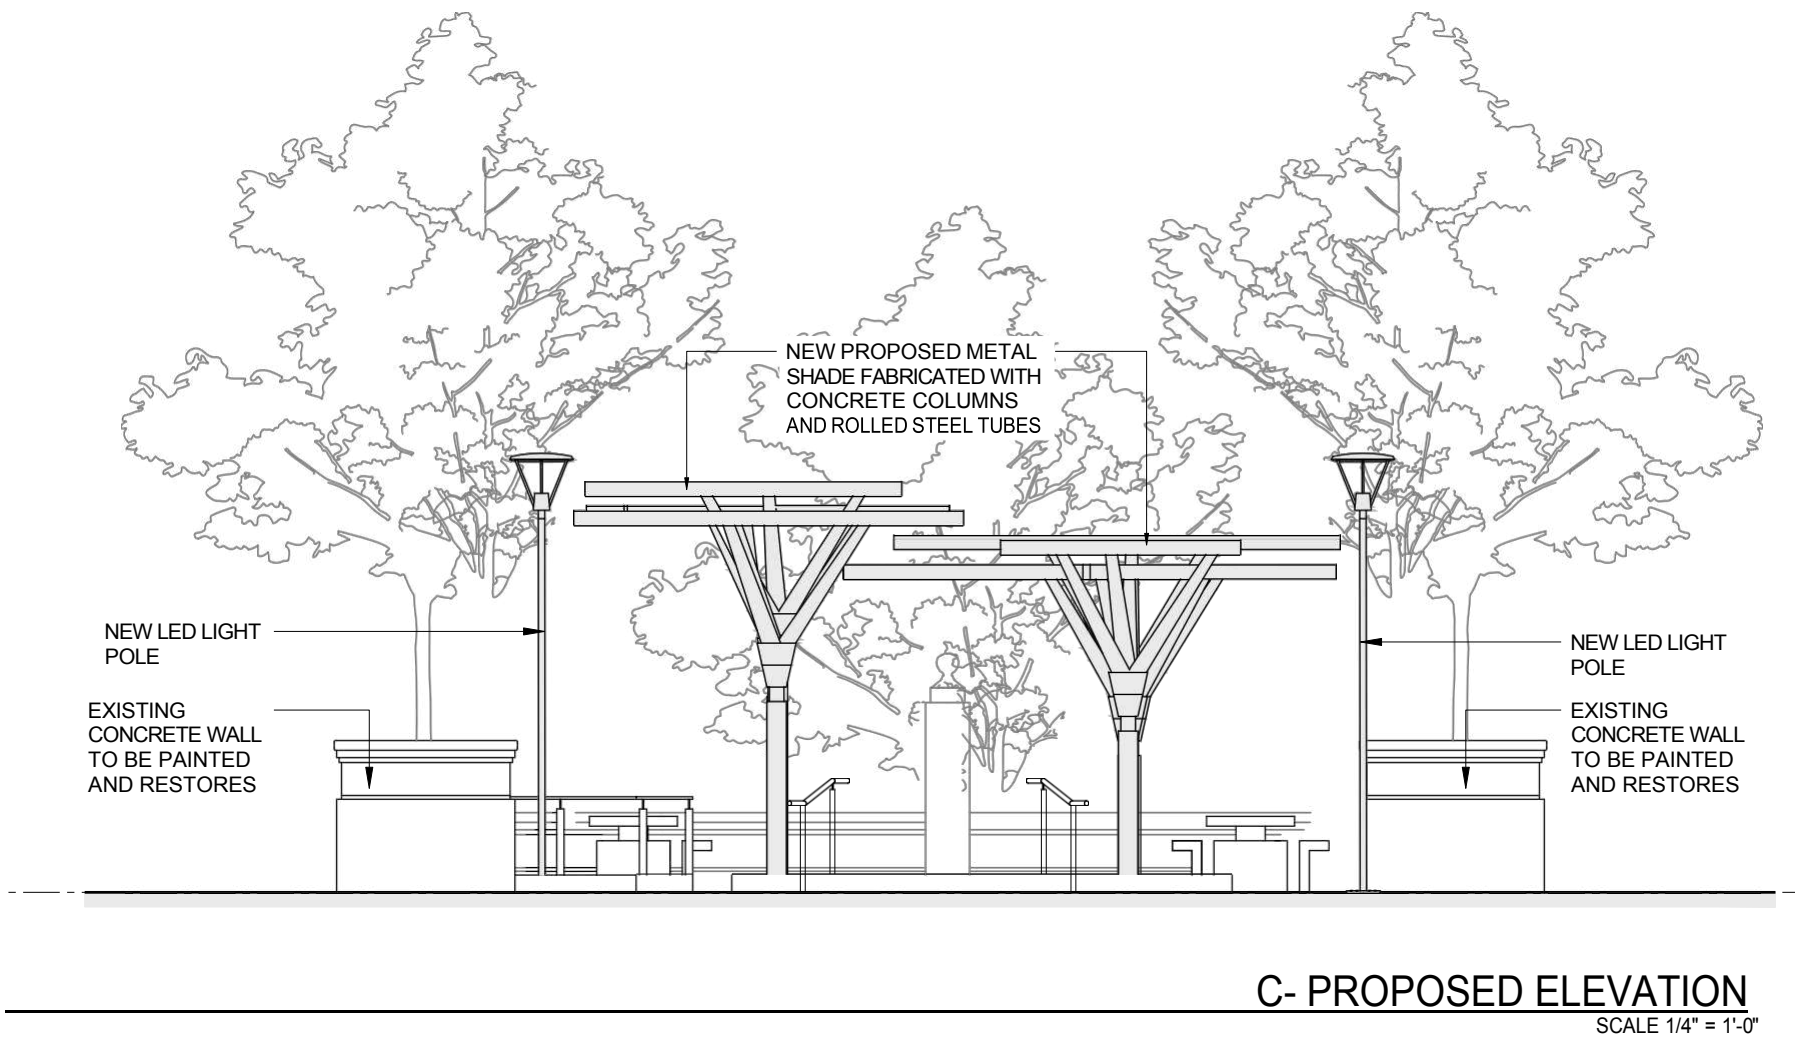 NEW PROPOSED METAL
SHADE FABRICATED WITH
CONCRETE COLUMNS
AND ROLLED STEEL TUBES
NEW LED LIGHT
POLE
EXISTING
CONCRETE WALL
TO BE PAINTED
AND RESTORES
NEW LED LIGHT
POLE
EXISTING
CONCRETE WALL
TO BE PAINTED
AND RESTORES
C- PROPOSED ELEVATION
SCALE 1/4" = 1'-0"